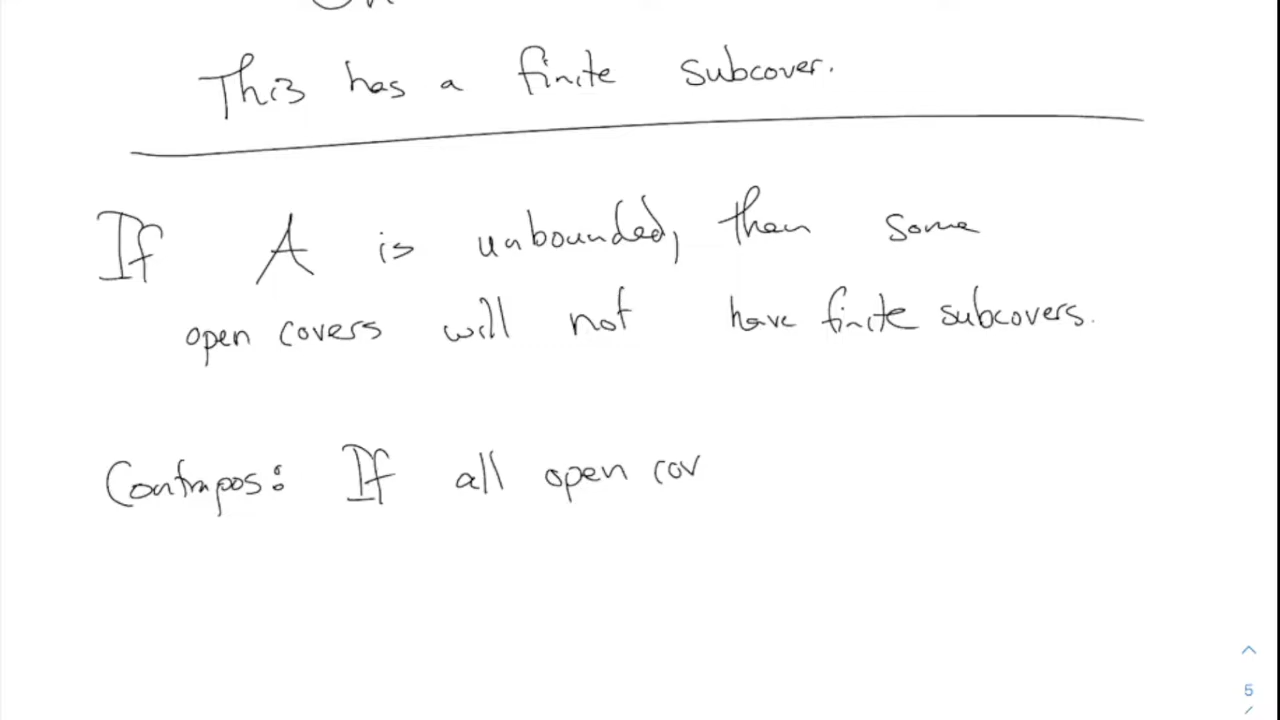 This has a finite subcover.
If A is unbounded, then some
open covers will not have finite subcovers.
Contrapos: If all open cov
5